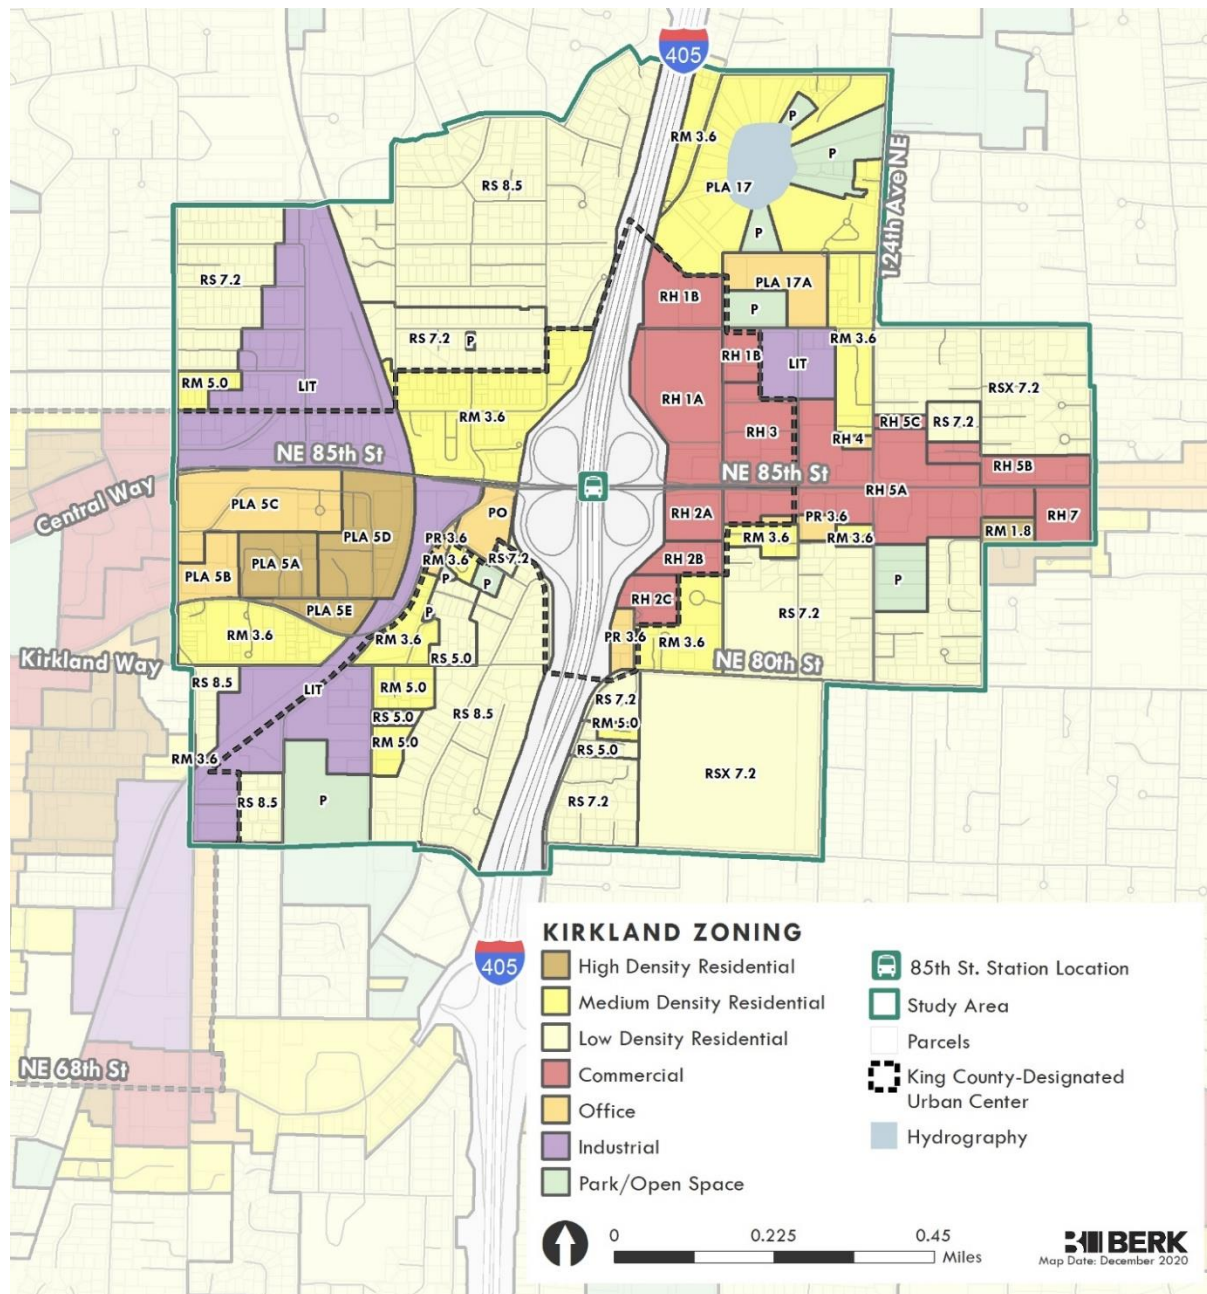 405
RM 3.6
P
P
RS 8.5
PLA 17
124th Ave NE
P
RS 7.2
PLA 17A
RH 1B
P
RS 7.2
P
RM 3.6
RH 1B
LIT
RM 5.0
LIT
RSX 7.2
RH 1A
RM 3.6
RH 5C
RS 7.2
RH 3
RH 4
NE 85th St
NE 85th St
RH 5B
Central Way
PLA 5C
RH 5A
PO
RH 2A
RH 7
PLA 5D
PR 3.6
PR 3.6
RM 3.6
RM 3.6
RM 1.8
RS 7.2
RH 2B
RM 3.6
PLA 5A
PLA 5B
P
P
P
RH 2C
RS 7.2
PLA 5E
P
RM 3.6
RM 3.6
PR 3.6
RM 3.6
Kirkland Way
RS 5.0
NE 80th St
RS 8.5
LIT
RM 5.0
RS 7.2
RS 8.5
RS 5.0
RM 5.0
RM 5.0
RS 5.0
RM 3.6
RSX 7.2
RS 8.5
P
RS 7.2
405
NE 68th St
KIRKLAND ZONING
High Density Residential
Medium Density Residential
Low Density Residential
Commercial
Office
Industrial
Park/Open Space
85th St. Station Location
Study Area
Parcels
King County-Designated
Urban Center
Hydrography
0 0.225 0.45
Miles
BERK
Map Date: December 2020